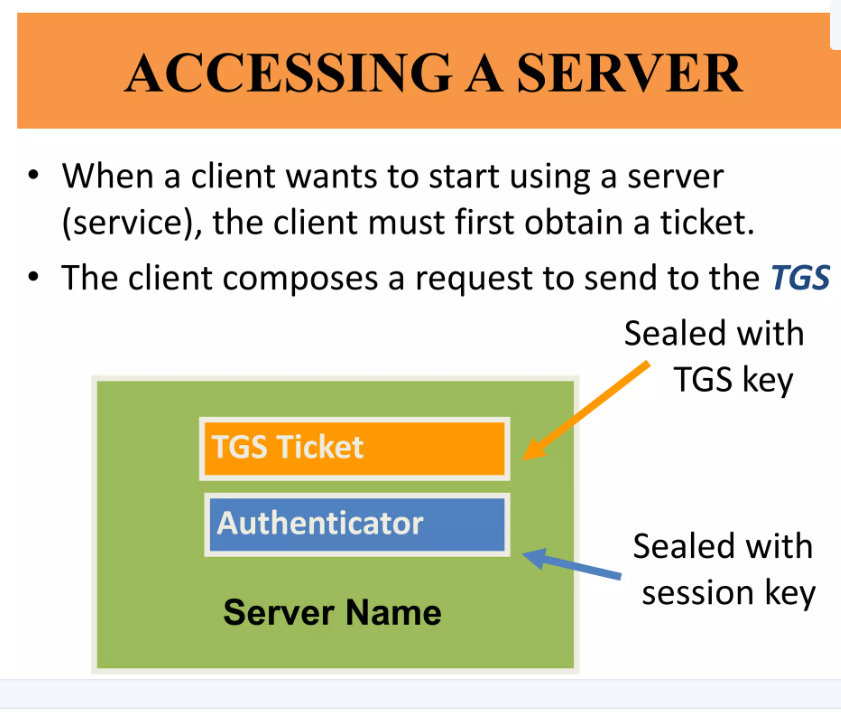 ACCESSING A SERVER
• When a client wants to start using a server
(service), the client must first obtain a ticket.
• The client composes a request to send to the TGS
Sealed with
TGS key
TGS Ticket
Authenticator
Sealed with
session key
Server Name